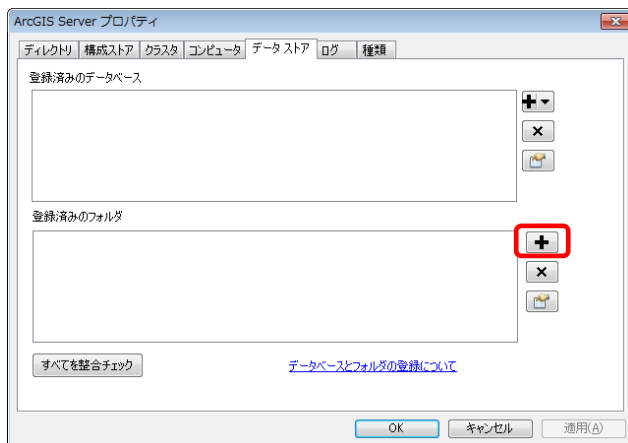 ArcGIS Server プロパティ
ディレクトリ 構成ストア クラスタ コンピュータ データ ストア ログ 種類
登録済みのデータベース
登録済みのフォルダ
すべてを整合チェック データベースとフォルダの登録について
OK キャンセル 適用(A)